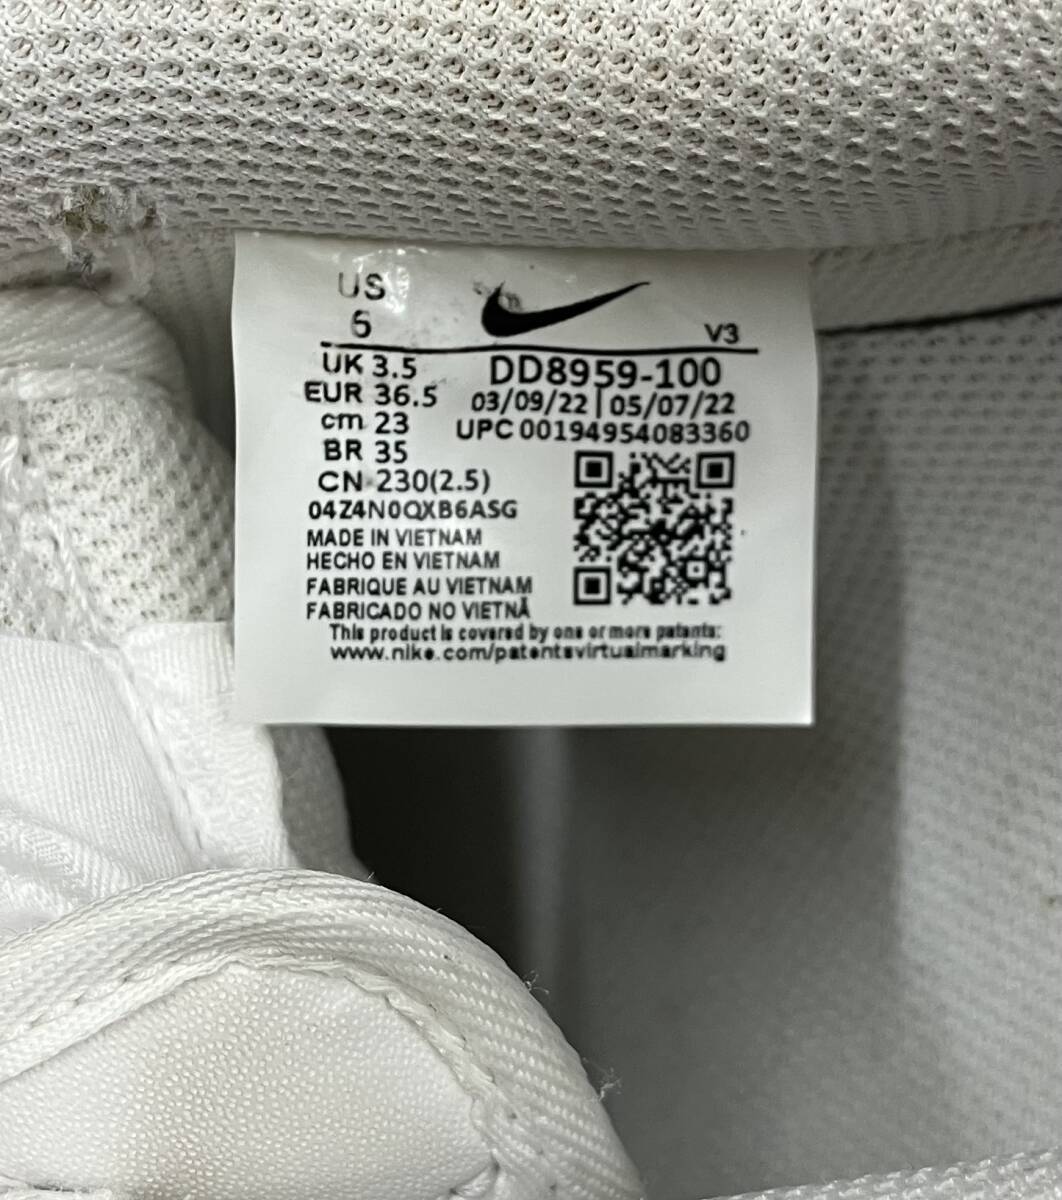 US
6
V3
UK 3.5
DD8959-100
EUR 36.5
03/09/22 | 05/07/22
cm 23
UPC 00194954083360
BR 35
CN 230(2.5)
04Z4N0QXB6ASG
MADE IN VIETNAM
HECHO EN VIETNAM
FABRIQUE AU VIETNAM
FABRICADO NO VIETNÃ
This product is covered by one or more patents:
www.nike.com/patentsvirtualmarking